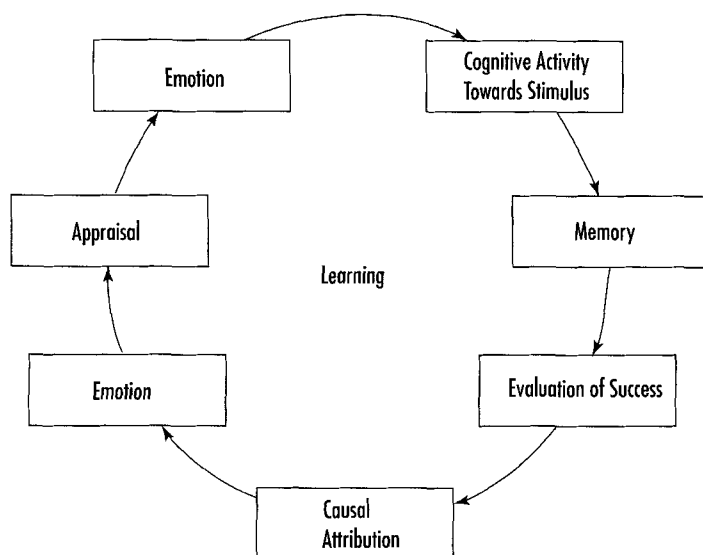 Emotion
Cognitive Activity
Towards Stimulus
Appraisal
Memory
Learning
Emotion
Evaluation of Success
Causal
Attribution